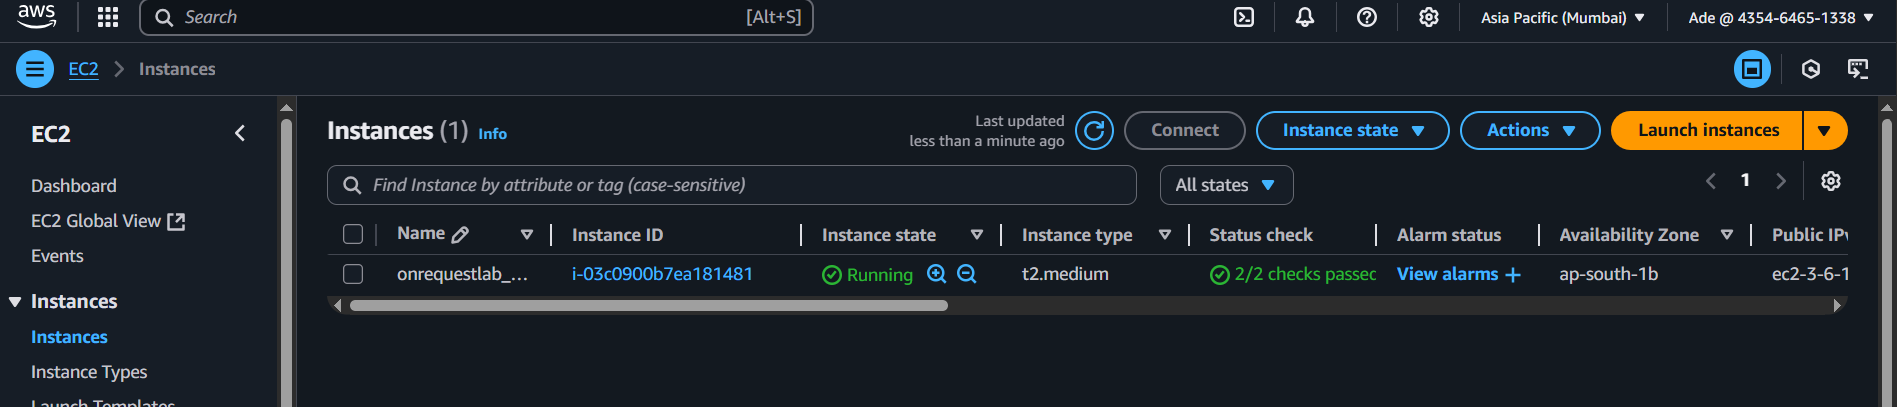 aws
Search [Alt+S]
Asia Pacific (Mumbai) Ade @ 4354-6465-1338
EC2 Instances
EC2
Dashboard
EC2 Global View
Events
Instances
Instances
Instance Types
Launch Templates
Instances (1) Info
Last updated
less than a minute ago
Connect Instance state Actions Launch instances
Find Instance by attribute or tag (case-sensitive)
All states
1
Name Instance ID Instance state Instance type Status check Alarm status Availability Zone Public IPv
onrequestlab_... i-03c0900b7ea181481 Running t2.medium 2/2 checks passec View alarms + ap-south-1b ec2-3-6-1